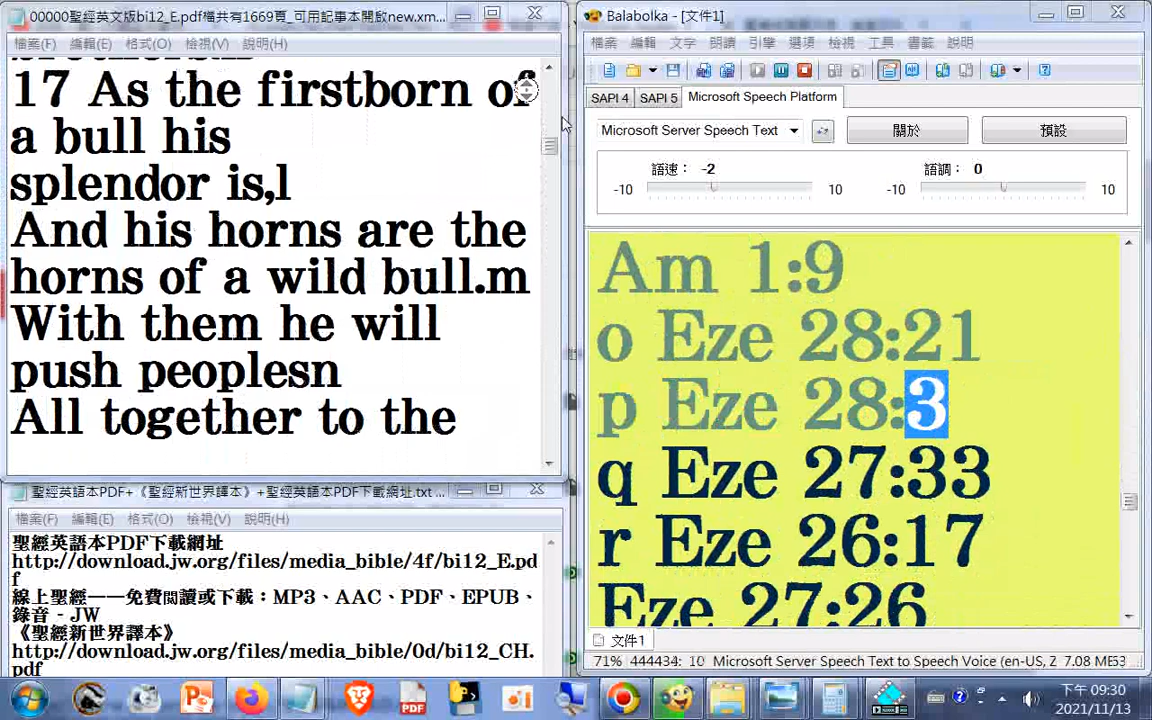 00000聖經英文版bi12_E.pdf檔共有1669頁_可用記事本開啟new.xm...
檔案(F) 編輯(E) 格式(O) 檢視(V) 說明(H)
17 As the firstborn of
a bull his
splendor is,l
And his horns are the
horns of a wild bull.m
With them he will
push peoplesn
All together to the
聖經英語本PDF+《聖經新世界譯本》+聖經英語本PDF下載網址.txt ...
檔案(F) 編輯(E) 格式(O) 檢視(V) 說明(H)
聖經英語本PDF下載網址
http://download.jw.org/files/media_bible/4f/bi12_E.pd
f
線上聖經——免費閱讀或下載：MP3、AAC、PDF、EPUB、
錄音 - JW
《聖經新世界譯本》
http://download.jw.org/files/media_bible/0d/bi12_CH.
pdf
Balabolka - [文件1]
檔案 編輯 文字 朗讀 引擎 選項 檢視 工具 書籤 說明
SAPI 4 SAPI 5 Microsoft Speech Platform
Microsoft Server Speech Text 關於 預設
語速： -2 語調： 0
-10 10 -10 10
Am 1:9
o Eze 28:21
p Eze 28:3
q Eze 27:33
r Eze 26:17
Eze 27:26
文件1
71% 444434: 10 Microsoft Server Speech Text to Speech Voice (en-US, Z 7.08 ME53
下午 09:30
2021/11/13